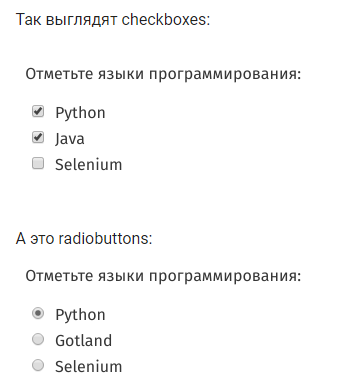 Так выглядят checkboxes:
Отметьте языки программирования:
Python
Java
Selenium
А это radiobuttons:
Отметьте языки программирования:
Python
Gotland
Selenium